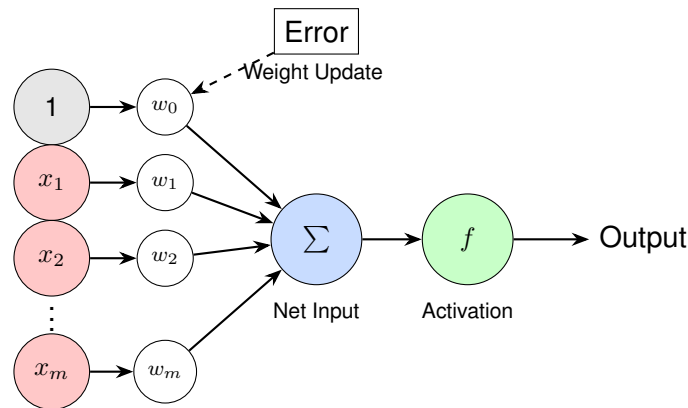 Error
Weight Update
1
w₀
x₁
w₁
x₂
w₂
∑
f
Output
Net Input
Activation
⋮
xₘ
wₘ